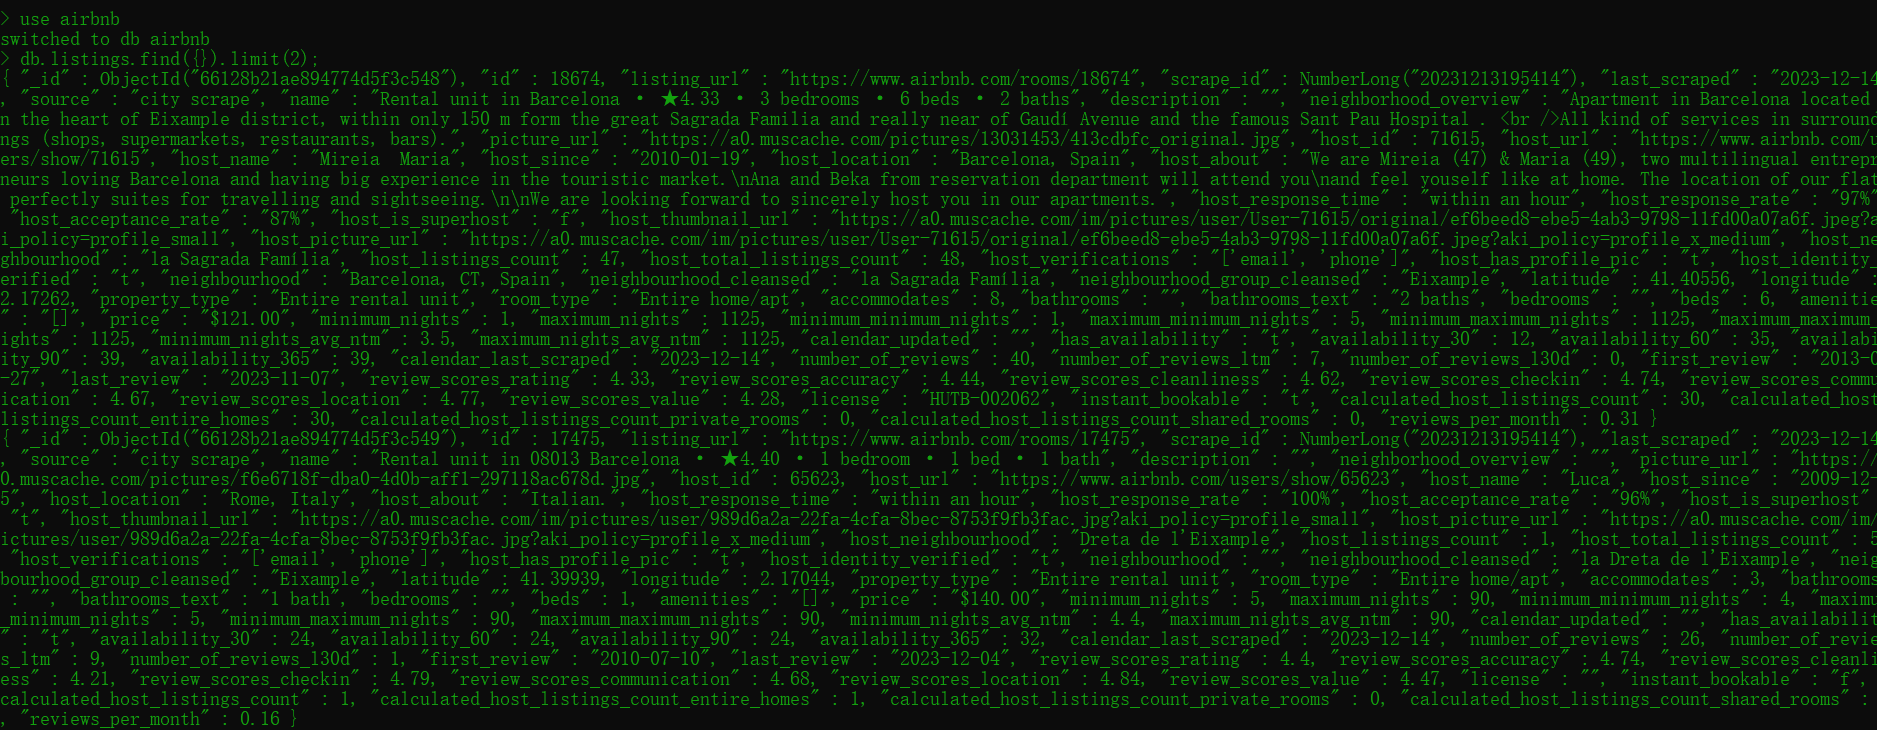 > use airbnb
switched to db airbnb
> db.listings.find({}).limit(2);
{ "_id" : ObjectId("66128b21ae894774d5f3c548"), "id" : 18674, "listing_url" : "https://www.airbnb.com/rooms/18674", "scrape_id" : NumberLong("20231213195414"), "last_scraped" : "2023-12-14
, "source" : "city scrape", "name" : "Rental unit in Barcelona • ★4.33 • 3 bedrooms • 6 beds • 2 baths", "description" : "", "neighborhood_overview" : "Apartment in Barcelona located
n the heart of Eixample district, within only 150 m form the great Sagrada Familia and really near of Gaudí Avenue and the famous Sant Pau Hospital . <br />All kind of services in surround
ngs (shops, supermarkets, restaurants, bars).", "picture_url" : "https://a0.muscache.com/pictures/13031453/413cdbfc_original.jpg", "host_id" : 71615, "host_url" : "https://www.airbnb.com/u
ers/show/71615", "host_name" : "Mireia  Maria", "host_since" : "2010-01-19", "host_location" : "Barcelona, Spain", "host_about" : "We are Mireia (47) & Maria (49), two multilingual entrepr
neurs loving Barcelona and having big experience in the touristic market.\nAna and Beka from reservation department will attend you\nand feel youself like at home. The location of our flat
perfectly suites for travelling and sightseeing.\n\nWe are looking forward to sincerely host you in our apartments.", "host_response_time" : "within an hour", "host_response_rate" : "97%"
"host_acceptance_rate" : "87%", "host_is_superhost" : "f", "host_thumbnail_url" : "https://a0.muscache.com/im/pictures/user/User-71615/original/ef6beed8-ebe5-4ab3-9798-11fd00a07a6f.jpeg?a
i_policy=profile_small", "host_picture_url" : "https://a0.muscache.com/im/pictures/user/User-71615/original/ef6beed8-ebe5-4ab3-9798-11fd00a07a6f.jpeg?aki_policy=profile_x_medium", "host_ne
ghbourhood" : "la Sagrada Família", "host_listings_count" : 47, "host_total_listings_count" : 48, "host_verifications" : "['email', 'phone']", "host_has_profile_pic" : "t", "host_identity_
erified" : "t", "neighbourhood" : "Barcelona, CT, Spain", "neighbourhood_cleansed" : "la Sagrada Família", "neighbourhood_group_cleansed" : "Eixample", "latitude" : 41.40556, "longitude" :
2.17262, "property_type" : "Entire rental unit", "room_type" : "Entire home/apt", "accommodates" : 8, "bathrooms" : "", "bathrooms_text" : "2 baths", "bedrooms" : "", "beds" : 6, "amenitie
" : "[]", "price" : "$121.00", "minimum_nights" : 1, "maximum_nights" : 1125, "minimum_minimum_nights" : 1, "maximum_minimum_nights" : 5, "minimum_maximum_nights" : 1125, "maximum_maximum_
ights" : 1125, "minimum_nights_avg_ntm" : 3.5, "maximum_nights_avg_ntm" : 1125, "calendar_updated" : "", "has_availability" : "t", "availability_30" : 12, "availability_60" : 35, "availabi
ity_90" : 39, "availability_365" : 39, "calendar_last_scraped" : "2023-12-14", "number_of_reviews" : 40, "number_of_reviews_ltm" : 7, "number_of_reviews_l30d" : 0, "first_review" : "2013-0
-27", "last_review" : "2023-11-07", "review_scores_rating" : 4.33, "review_scores_accuracy" : 4.44, "review_scores_cleanliness" : 4.62, "review_scores_checkin" : 4.74, "review_scores_commu
ication" : 4.67, "review_scores_location" : 4.77, "review_scores_value" : 4.28, "license" : "HUTB-002062", "instant_bookable" : "t", "calculated_host_listings_count" : 30, "calculated_host
listings_count_entire_homes" : 30, "calculated_host_listings_count_private_rooms" : 0, "calculated_host_listings_count_shared_rooms" : 0, "reviews_per_month" : 0.31 }
{ "_id" : ObjectId("66128b21ae894774d5f3c549"), "id" : 17475, "listing_url" : "https://www.airbnb.com/rooms/17475", "scrape_id" : NumberLong("20231213195414"), "last_scraped" : "2023-12-14
, "source" : "city scrape", "name" : "Rental unit in 08013 Barcelona • ★4.40 • 1 bedroom • 1 bed • 1 bath", "description" : "", "neighborhood_overview" : "", "picture_url" : "https://
0.muscache.com/pictures/f6e6718f-dba0-4d0b-aff1-297118ac678d.jpg", "host_id" : 65623, "host_url" : "https://www.airbnb.com/users/show/65623", "host_name" : "Luca", "host_since" : "2009-12-
5", "host_location" : "Rome, Italy", "host_about" : "Italian.", "host_response_time" : "within an hour", "host_response_rate" : "100%", "host_acceptance_rate" : "96%", "host_is_superhost"
"t", "host_thumbnail_url" : "https://a0.muscache.com/im/pictures/user/989d6a2a-22fa-4cfa-8bec-8753f9fb3fac.jpg?aki_policy=profile_small", "host_picture_url" : "https://a0.muscache.com/im/
ictures/user/989d6a2a-22fa-4cfa-8bec-8753f9fb3fac.jpg?aki_policy=profile_x_medium", "host_neighbourhood" : "Dreta de l'Eixample", "host_listings_count" : 1, "host_total_listings_count" : 5
"host_verifications" : "['email', 'phone']", "host_has_profile_pic" : "t", "host_identity_verified" : "t", "neighbourhood" : "", "neighbourhood_cleansed" : "la Dreta de l'Eixample", "neig
bourhood_group_cleansed" : "Eixample", "latitude" : 41.39939, "longitude" : 2.17044, "property_type" : "Entire rental unit", "room_type" : "Entire home/apt", "accommodates" : 3, "bathrooms
: "", "bathrooms_text" : "1 bath", "bedrooms" : "", "beds" : 1, "amenities" : "[]", "price" : "$140.00", "minimum_nights" : 5, "maximum_nights" : 90, "minimum_minimum_nights" : 4, "maximu
_minimum_nights" : 5, "minimum_maximum_nights" : 90, "maximum_maximum_nights" : 90, "minimum_nights_avg_ntm" : 4.4, "maximum_nights_avg_ntm" : 90, "calendar_updated" : "", "has_availabilit
" : "t", "availability_30" : 24, "availability_60" : 24, "availability_90" : 24, "availability_365" : 32, "calendar_last_scraped" : "2023-12-14", "number_of_reviews" : 26, "number_of_revie
s_ltm" : 9, "number_of_reviews_l30d" : 1, "first_review" : "2010-07-10", "last_review" : "2023-12-04", "review_scores_rating" : 4.4, "review_scores_accuracy" : 4.74, "review_scores_cleanli
ess" : 4.21, "review_scores_checkin" : 4.79, "review_scores_communication" : 4.68, "review_scores_location" : 4.84, "review_scores_value" : 4.47, "license" : "", "instant_bookable" : "f",
calculated_host_listings_count" : 1, "calculated_host_listings_count_entire_homes" : 1, "calculated_host_listings_count_private_rooms" : 0, "calculated_host_listings_count_shared_rooms" :
, "reviews_per_month" : 0.16 }